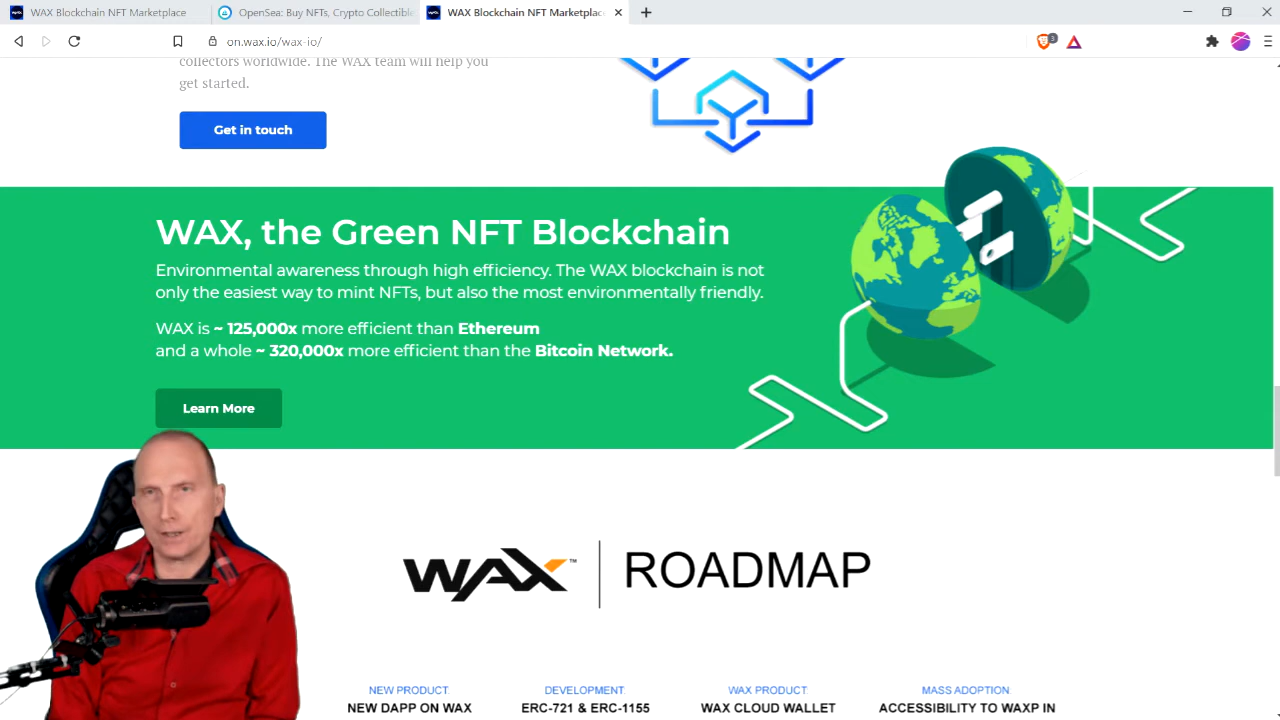 WAX Blockchain NFT Marketplace
OpenSea: Buy NFTs, Crypto Collectible
WAX Blockchain NFT Marketplace
on.wax.io/wax-io/
3
collectors worldwide. The WAX team will help you
get started.
Get in touch
WAX, the Green NFT Blockchain
Environmental awareness through high efficiency. The WAX blockchain is not
only the easiest way to mint NFTs, but also the most environmentally friendly.
WAX is ~ 125,000x more efficient than Ethereum
and a whole ~ 320,000x more efficient than the Bitcoin Network.
Learn More
WAX™ ROADMAP
NEW PRODUCT: DEVELOPMENT: WAX PRODUCT: MASS ADOPTION:
NEW DAPP ON WAX ERC-721 & ERC-1155 WAX CLOUD WALLET ACCESSIBILITY TO WAXP IN